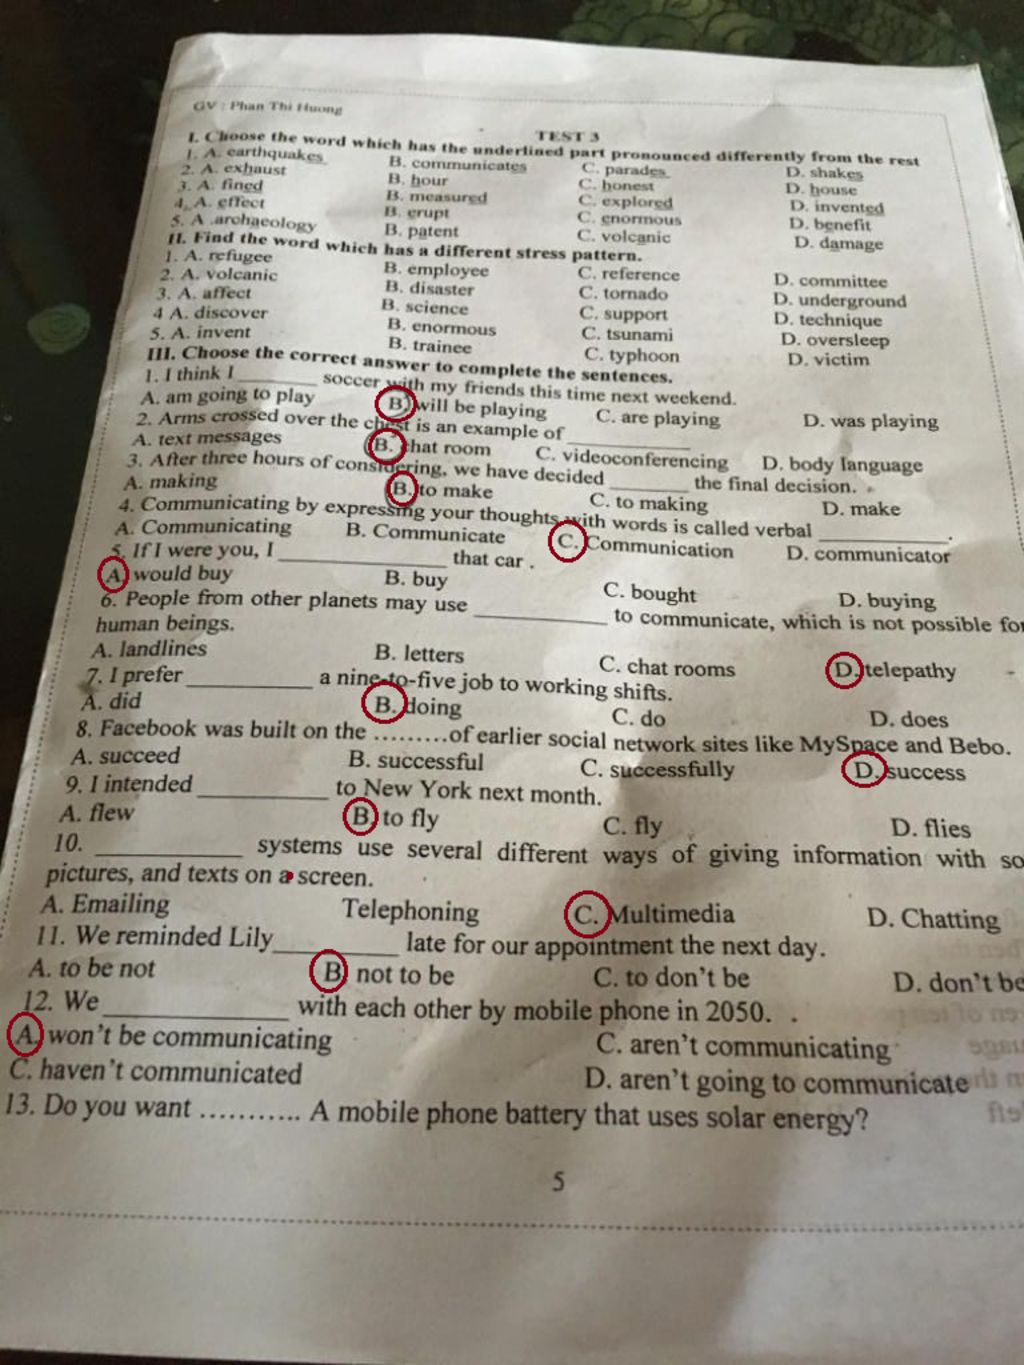 GV : Phan Thi Huong
TEST 3
I. Choose the word which has the underlined part pronounced differently from the rest
1. A. earthquakes B. communicates C. parades D. shakes
2. A. exhaust B. hour C. honest D. house
3. A. fined B. measured C. explored D. invented
4. A. effect B. erupt C. enormous D. benefit
5. A .archaeology B. patent C. volcanic D. damage
II. Find the word which has a different stress pattern.
1. A. refugee B. employee C. reference D. committee
2. A. volcanic B. disaster C. tornado D. underground
3. A. affect B. science C. support D. technique
4 A. discover B. enormous C. tsunami D. oversleep
5. A. invent B. trainee C. typhoon D. victim
III. Choose the correct answer to complete the sentences.
1. I think I ________ soccer with my friends this time next weekend.
A. am going to play B. will be playing C. are playing D. was playing
2. Arms crossed over the chest is an example of ____________
A. text messages B. chat room C. videoconferencing D. body language
3. After three hours of considering, we have decided ________ the final decision.
A. making B. to make C. to making D. make
4. Communicating by expressing your thoughts with words is called verbal ____________.
A. Communicating B. Communicate C. Communication D. communicator
5. If I were you, I ______________ that car .
A. would buy B. buy C. bought D. buying
6. People from other planets may use ____________ to communicate, which is not possible for
human beings.
A. landlines B. letters C. chat rooms D. telepathy
7. I prefer ____________ a nine-to-five job to working shifts.
A. did B. doing C. do D. does
8. Facebook was built on the .........of earlier social network sites like MySpace and Bebo.
A. succeed B. successful C. successfully D. success
9. I intended ____________ to New York next month.
A. flew B. to fly C. fly D. flies
10. ____________ systems use several different ways of giving information with so
pictures, and texts on a screen.
A. Emailing Telephoning C. Multimedia D. Chatting
11. We reminded Lily__________ late for our appointment the next day.
A. to be not B. not to be C. to don't be D. don't be
12. We______________ with each other by mobile phone in 2050. .
A. won't be communicating C. aren't communicating
C. haven't communicated D. aren't going to communicate
13. Do you want ........... A mobile phone battery that uses solar energy?
5